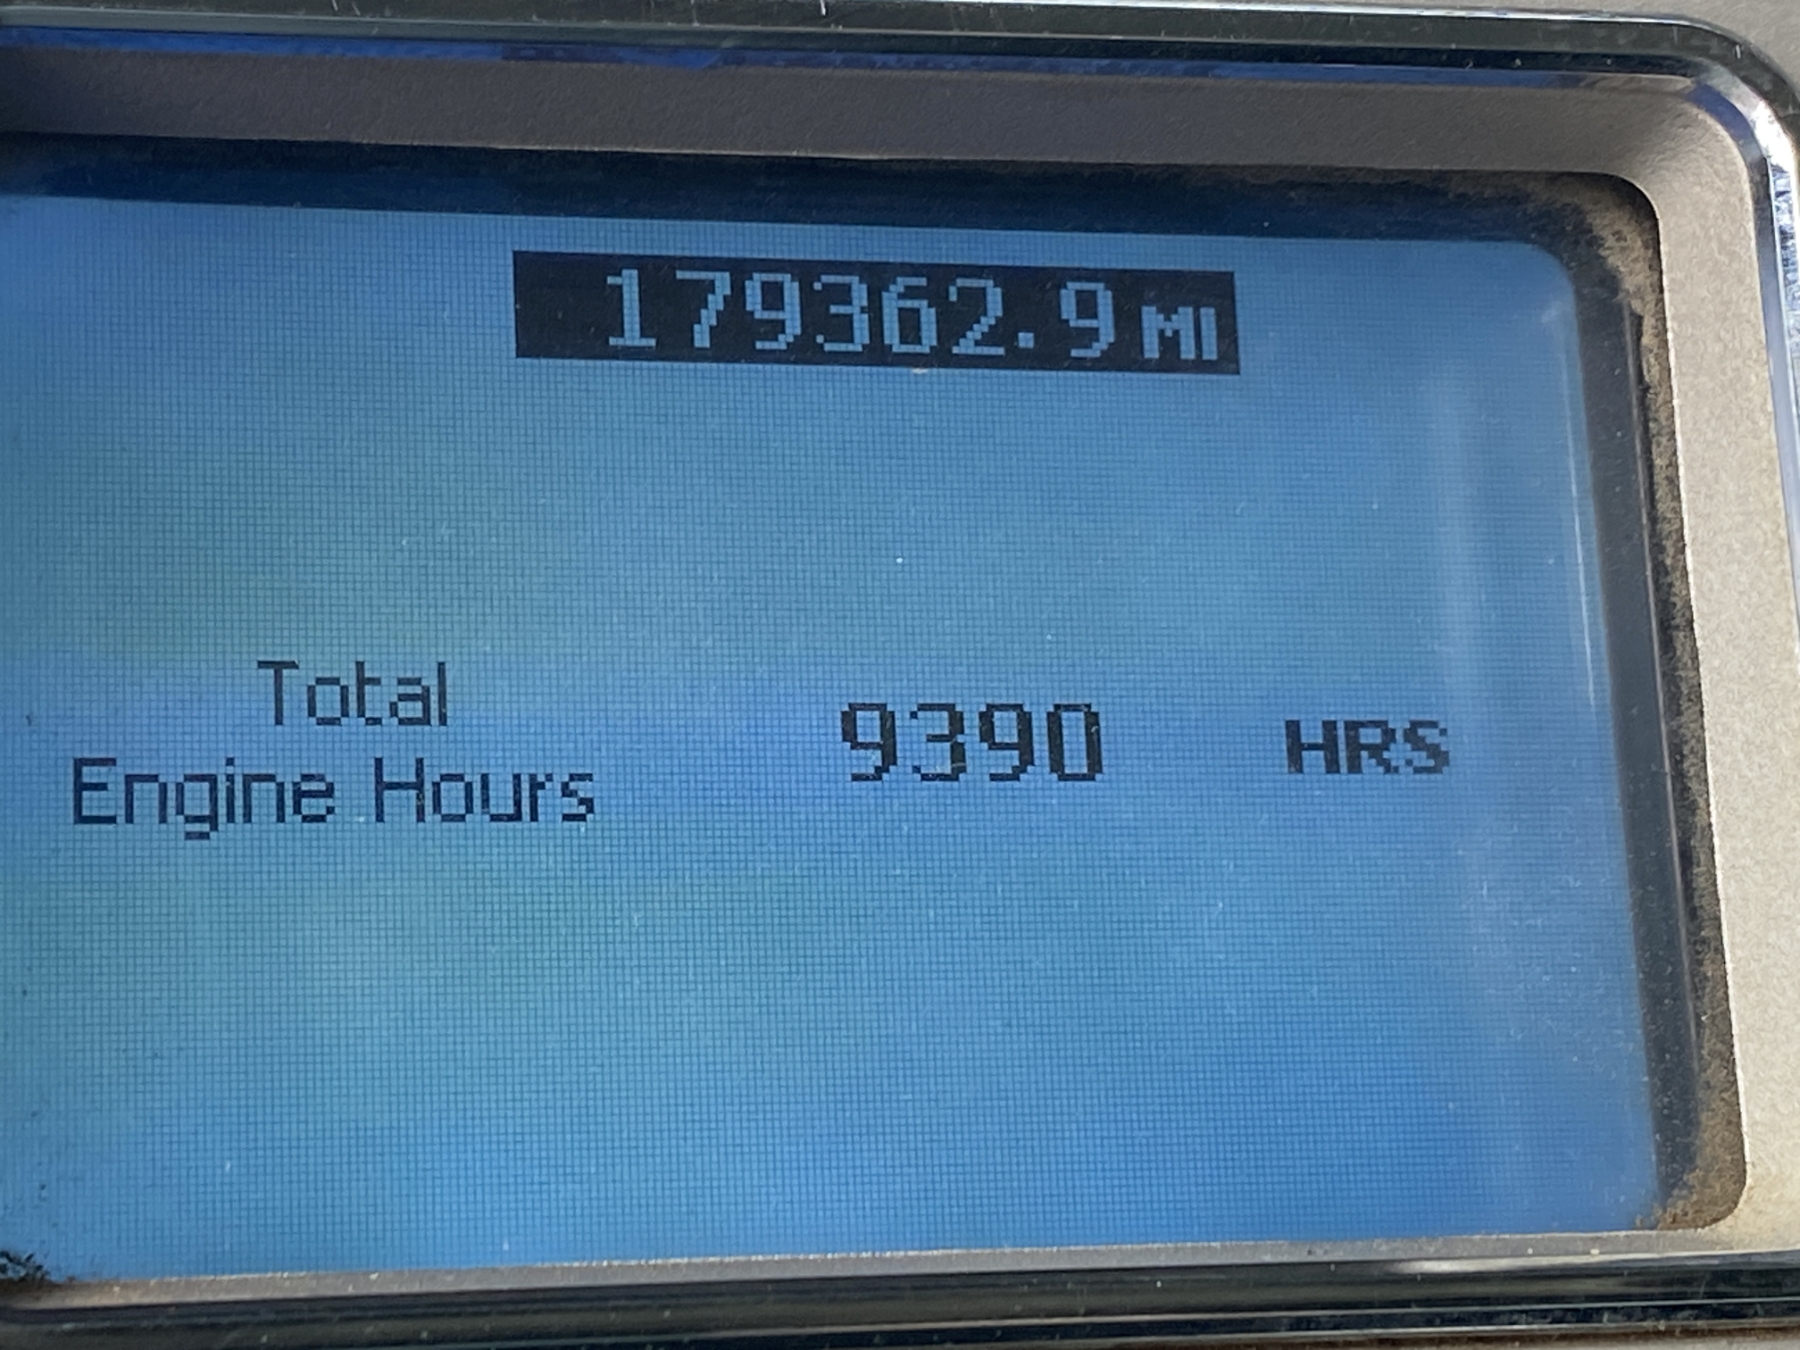 179362.9 MI
Total
Engine Hours
9390 HRS